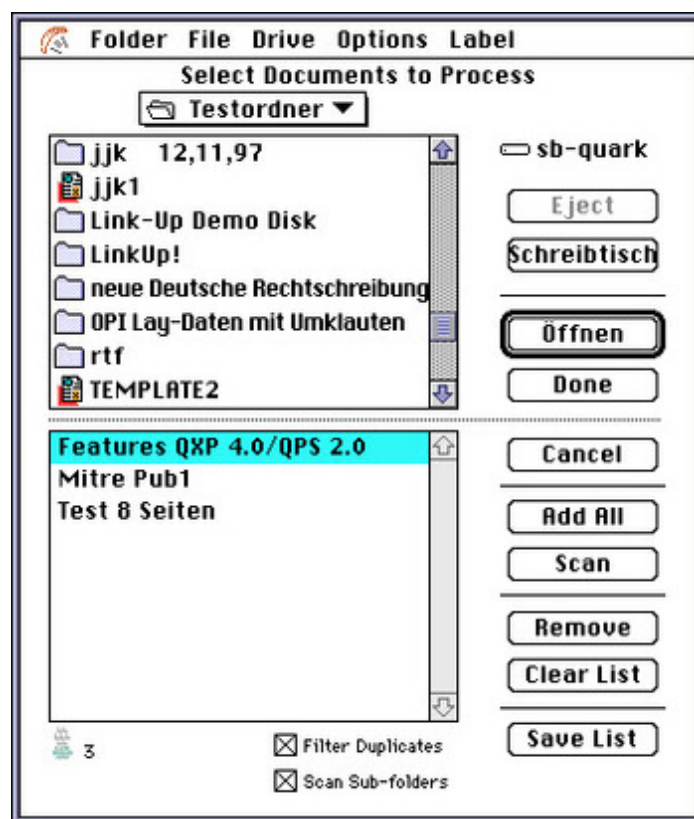 Folder File Drive Options Label
Select Documents to Process
Testordner
jjk 12,11,97
jjk1
Link-Up Demo Disk
LinkUp!
neue Deutsche Rechtschreibung
OPI Lay-Daten mit Umklauten
rtf
TEMPLATE2
sb-quark
Eject
Schreibtisch
Öffnen
Done
Features QXP 4.0/QPS 2.0
Mitre Pub1
Test 8 Seiten
Cancel
Add All
Scan
Remove
Clear List
Save List
3
Filter Duplicates
Scan Sub-folders